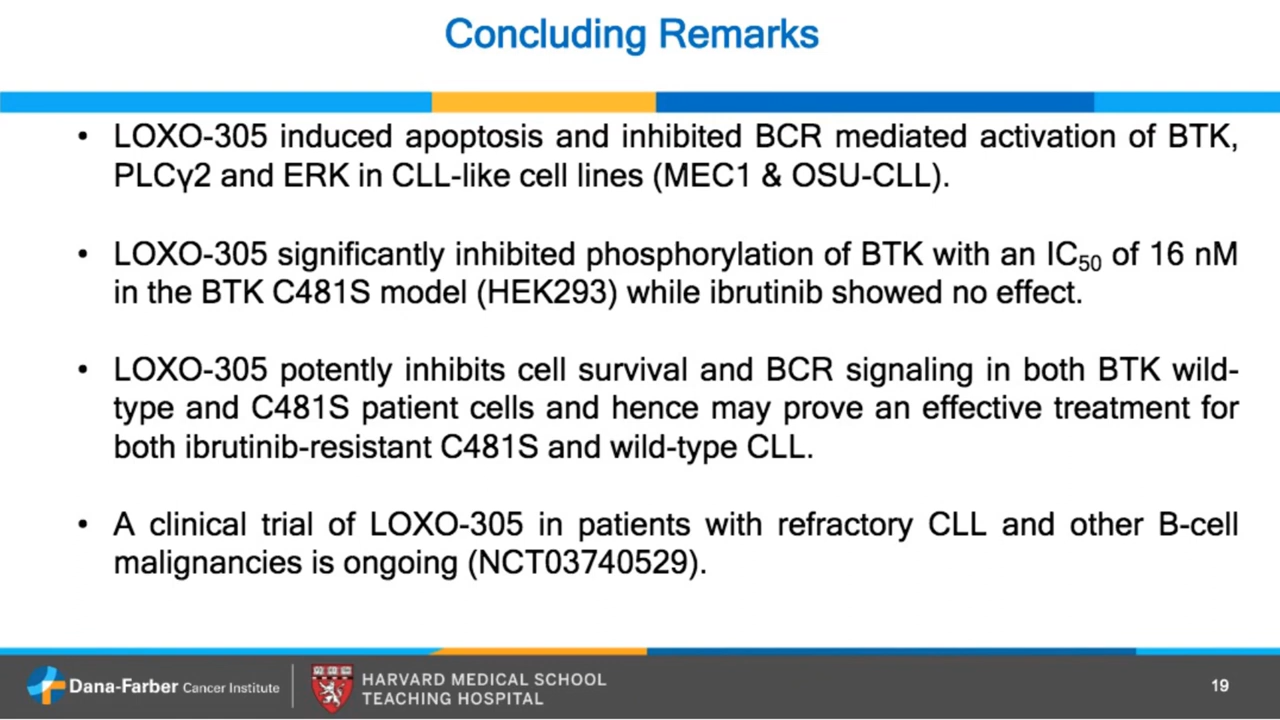 Concluding Remarks
• LOXO-305 induced apoptosis and inhibited BCR mediated activation of BTK,
PLCγ2 and ERK in CLL-like cell lines (MEC1 & OSU-CLL).
• LOXO-305 significantly inhibited phosphorylation of BTK with an IC50 of 16 nM
in the BTK C481S model (HEK293) while ibrutinib showed no effect.
• LOXO-305 potently inhibits cell survival and BCR signaling in both BTK wild-
type and C481S patient cells and hence may prove an effective treatment for
both ibrutinib-resistant C481S and wild-type CLL.
• A clinical trial of LOXO-305 in patients with refractory CLL and other B-cell
malignancies is ongoing (NCT03740529).
Dana-Farber Cancer Institute
HARVARD MEDICAL SCHOOL
TEACHING HOSPITAL
19